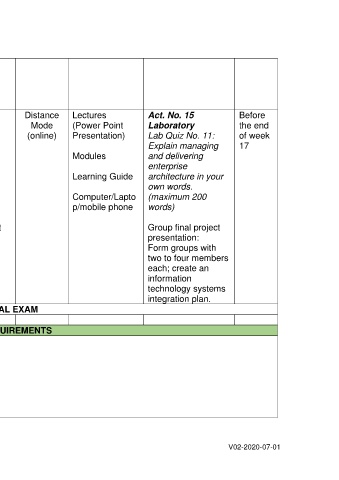 Distance
Mode
(online)
Lectures
(Power Point
Presentation)
Modules
Learning Guide
Computer/Lapto
p/mobile phone
Act. No. 15
Laboratory
Lab Quiz No. 11:
Explain managing
and delivering
enterprise
architecture in your
own words.
(maximum 200
words)
Group final project
presentation:
Form groups with
two to four members
each; create an
information
technology systems
integration plan.
Before
the end
of week
17
t
AL EXAM
UIREMENTS
V02-2020-07-01